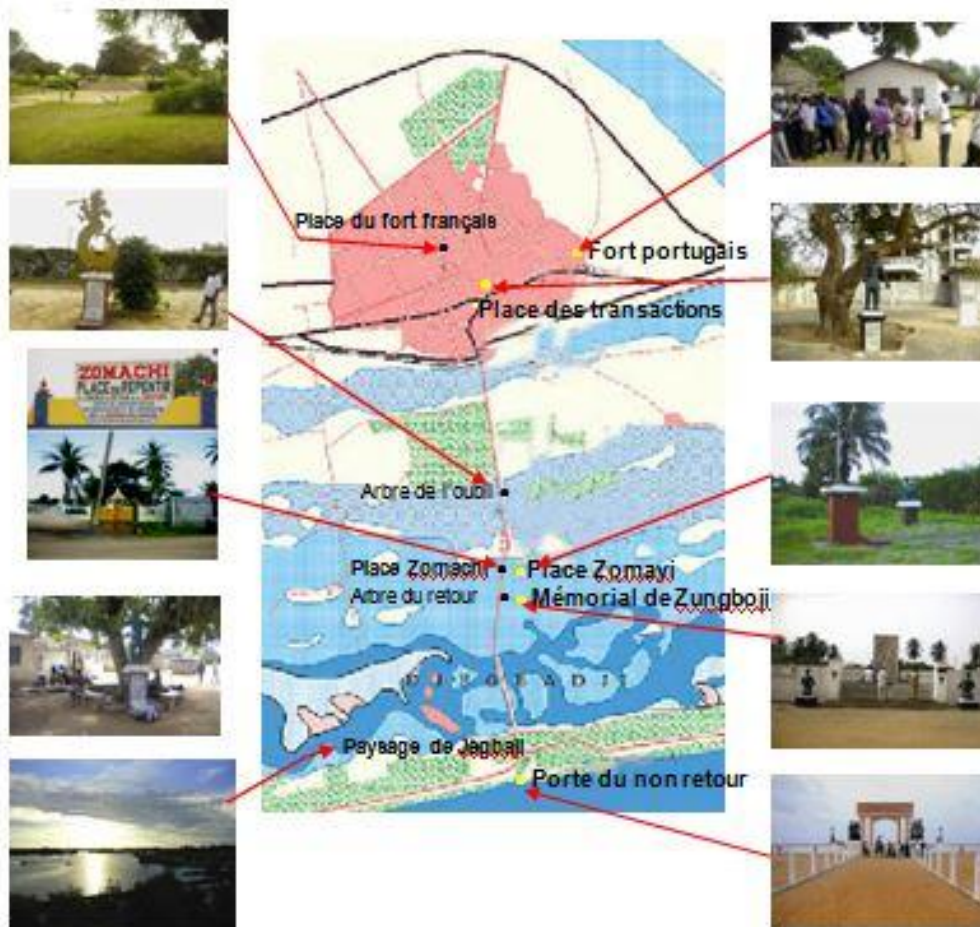 Place du fort français
Fort portugais
Place des transactions
ZOMACHI
PLACE DU REPENTIR
Arbre de l'oubli
Place Zomachi
Place Zomayi
Arbre du retour
Mémorial de Zungboji
Paysage de Jegbaji
Porte du non retour